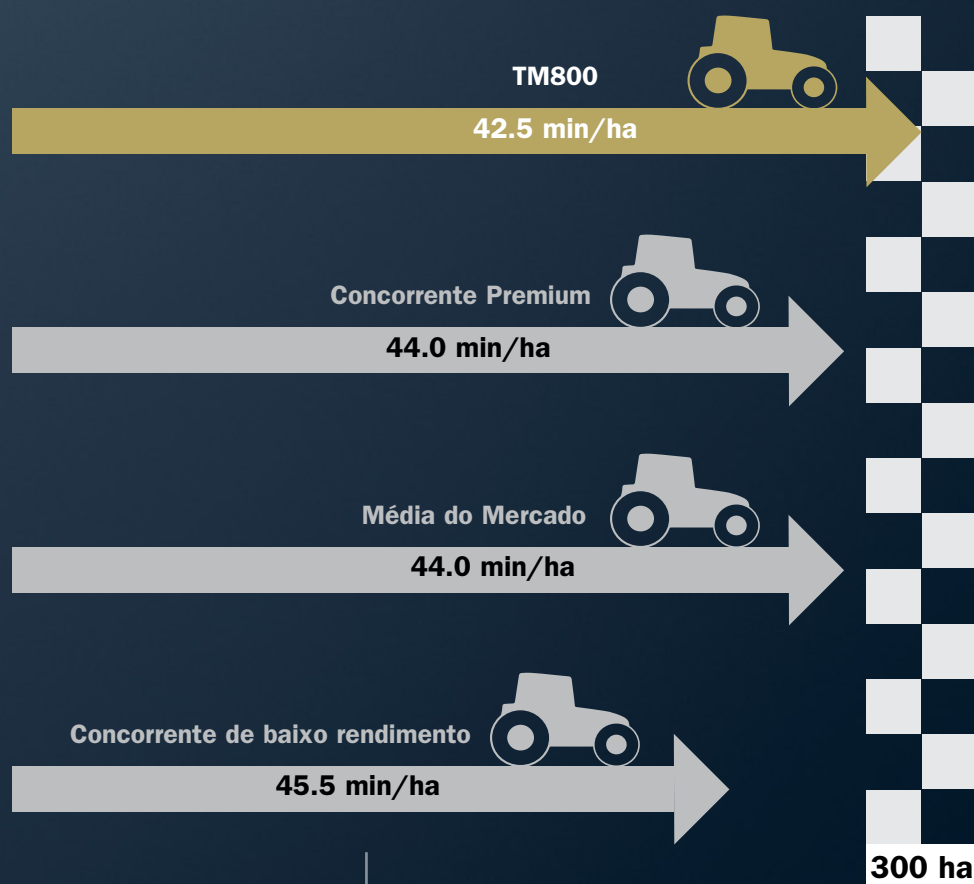 TM800
42.5 min/ha
Concorrente Premium
44.0 min/ha
Média do Mercado
44.0 min/ha
Concorrente de baixo rendimento
45.5 min/ha
300 ha